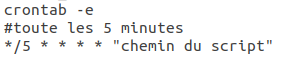 crontab -e
#toute les 5 minutes
*/5 * * * * "chemin du script"